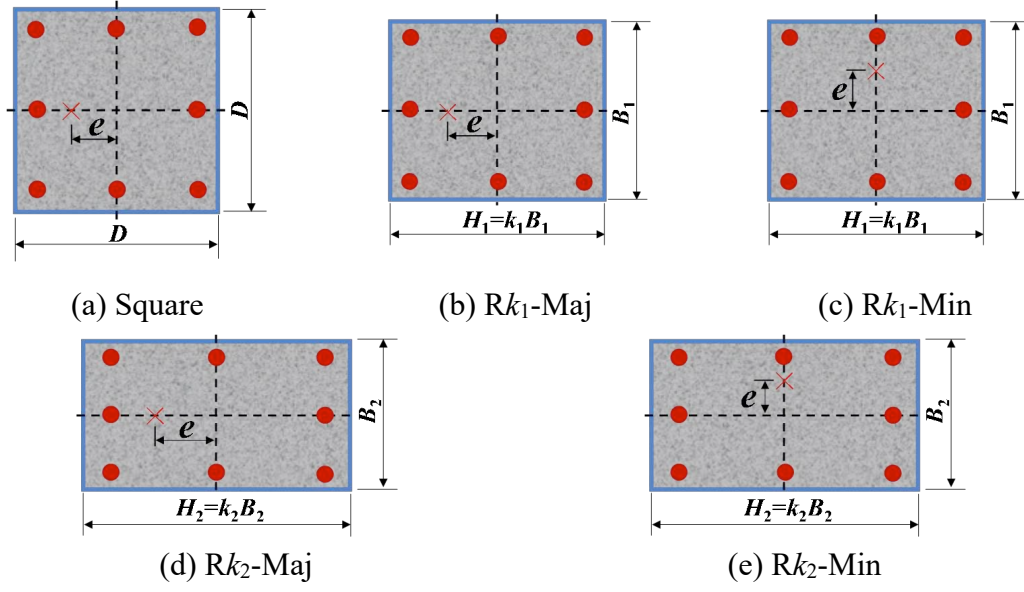 e
D
D
(a) Square
e
B₁
H₁=k₁B₁
(b) Rk₁-Maj
e
B₁
H₁=k₁B₁
(c) Rk₁-Min
e
B₂
H₂=k₂B₂
(d) Rk₂-Maj
e
B₂
H₂=k₂B₂
(e) Rk₂-Min